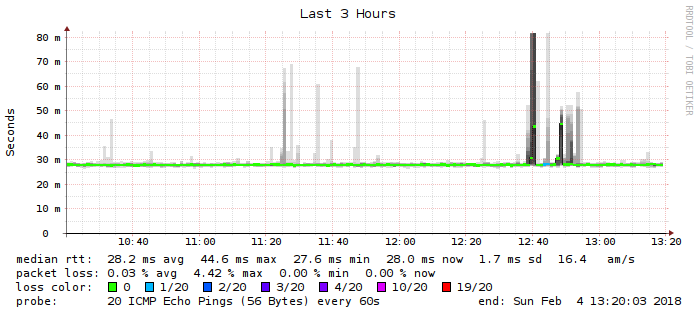 Last 3 Hours
RRDTOOL / TOBI OETIKER
Seconds
80 m
70 m
60 m
50 m
40 m
30 m
20 m
10 m
0
10:40 11:00 11:20 11:40 12:00 12:20 12:40 13:00 13:20
median rtt: 28.2 ms avg 44.6 ms max 27.6 ms min 28.0 ms now 1.7 ms sd 16.4 am/s
packet loss: 0.03 % avg 4.42 % max 0.00 % min 0.00 % now
loss color: 0 1/20 2/20 3/20 4/20 10/20 19/20
probe: 20 ICMP Echo Pings (56 Bytes) every 60s end: Sun Feb 4 13:20:03 2018